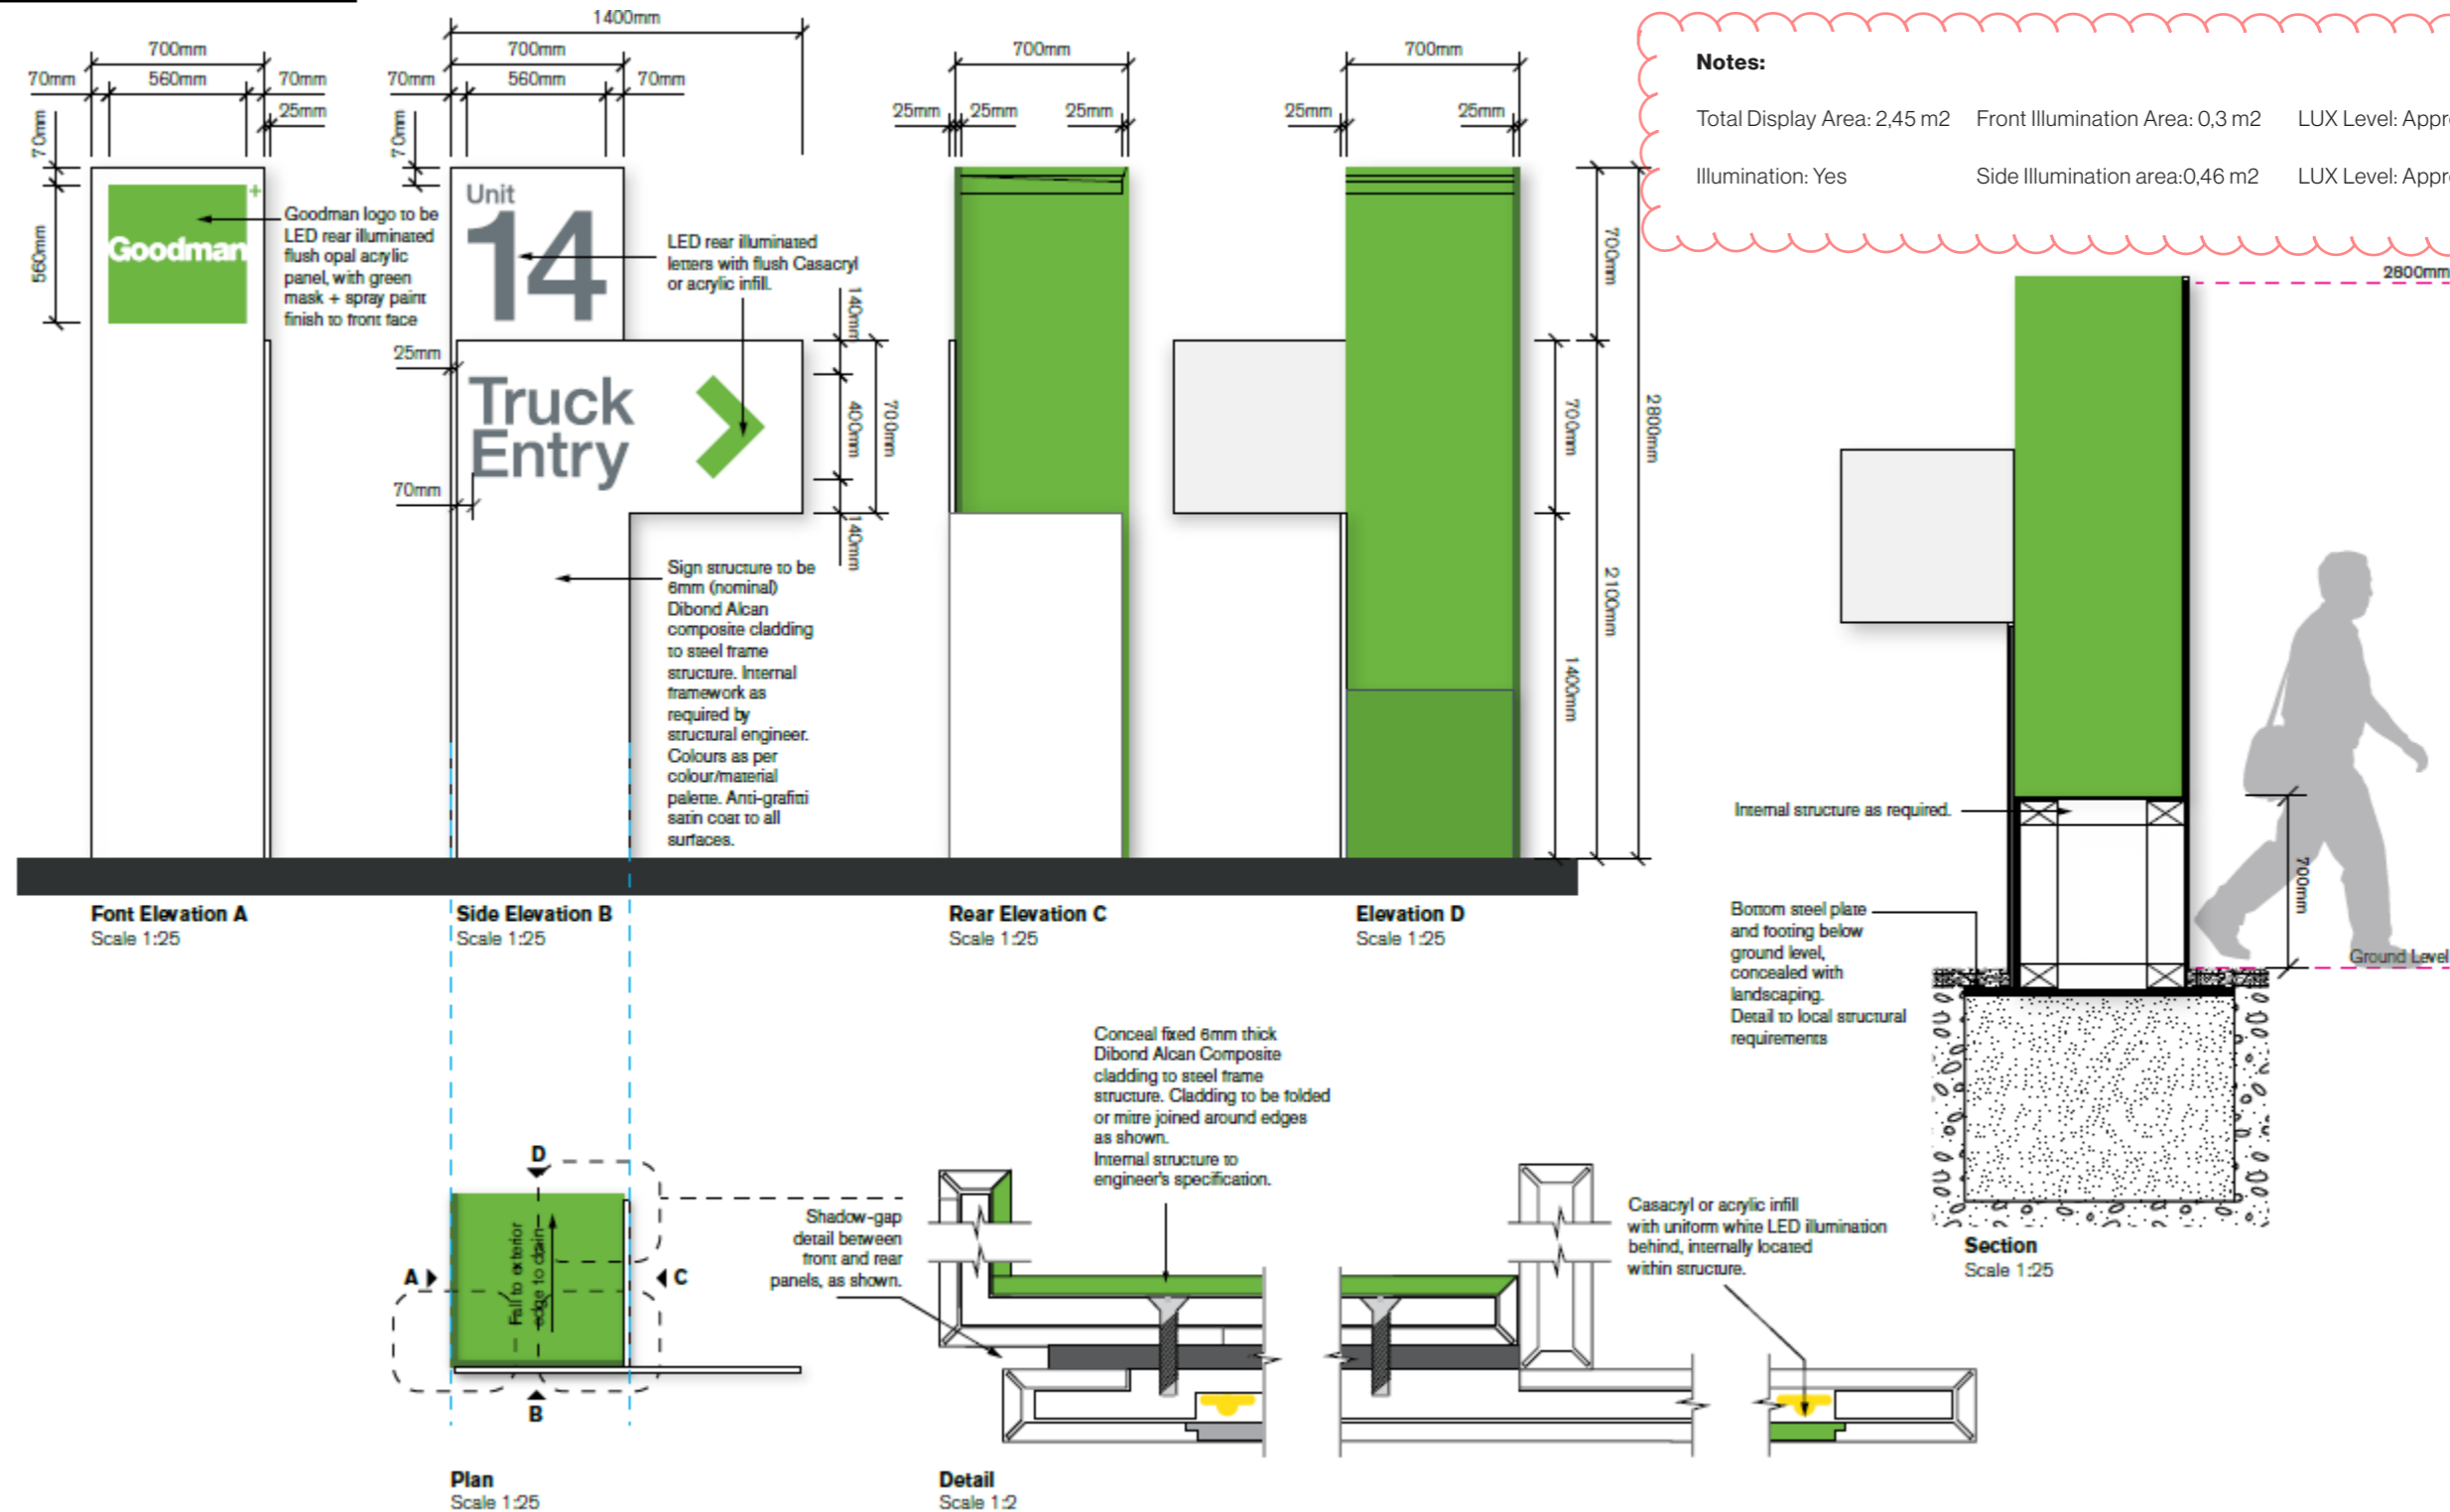 1400mm
700mm
700mm
700mm
700mm
70mm
560mm
70mm
70mm
560mm
70mm
25mm
25mm
25mm
25mm
25mm
25mm
70mm
560mm
70mm
Goodman
+
Goodman logo to be
LED rear illuminated
flush opal acrylic
panel, with green
mask + spray paint
finish to front face
Unit
14
LED rear illuminated
letters with flush Casacryl
or acrylic infill.
25mm
Truck
Entry
70mm
140mm
400mm
700mm
140mm
Sign structure to be
6mm (nominal)
Dibond Alcan
composite cladding
to steel frame
structure. Internal
framework as
required by
structural engineer.
Colours as per
colour/material
palette. Anti-grafitti
satin coat to all
surfaces.
700mm
700mm
2800mm
2100mm
1400mm
Notes:
Total Display Area: 2,45 m2 Front Illumination Area: 0,3 m2 LUX Level: Appr
Illumination: Yes Side Illumination area:0,46 m2 LUX Level: Appr
2800mm
Internal structure as required.
700mm
Bottom steel plate
and footing below
ground level,
concealed with
landscaping.
Detail to local structural
requirements
Ground Level
Section
Scale 1:25
Font Elevation A
Scale 1:25
Side Elevation B
Scale 1:25
Rear Elevation C
Scale 1:25
Elevation D
Scale 1:25
D
A
C
B
Fall to exterior
edge to drain
Plan
Scale 1:25
Conceal fixed 6mm thick
Dibond Alcan Composite
cladding to steel frame
structure. Cladding to be folded
or mitre joined around edges
as shown.
Internal structure to
engineer's specification.
Shadow-gap
detail between
front and rear
panels, as shown.
Casacryl or acrylic infill
with uniform white LED illumination
behind, internally located
within structure.
Detail
Scale 1:2